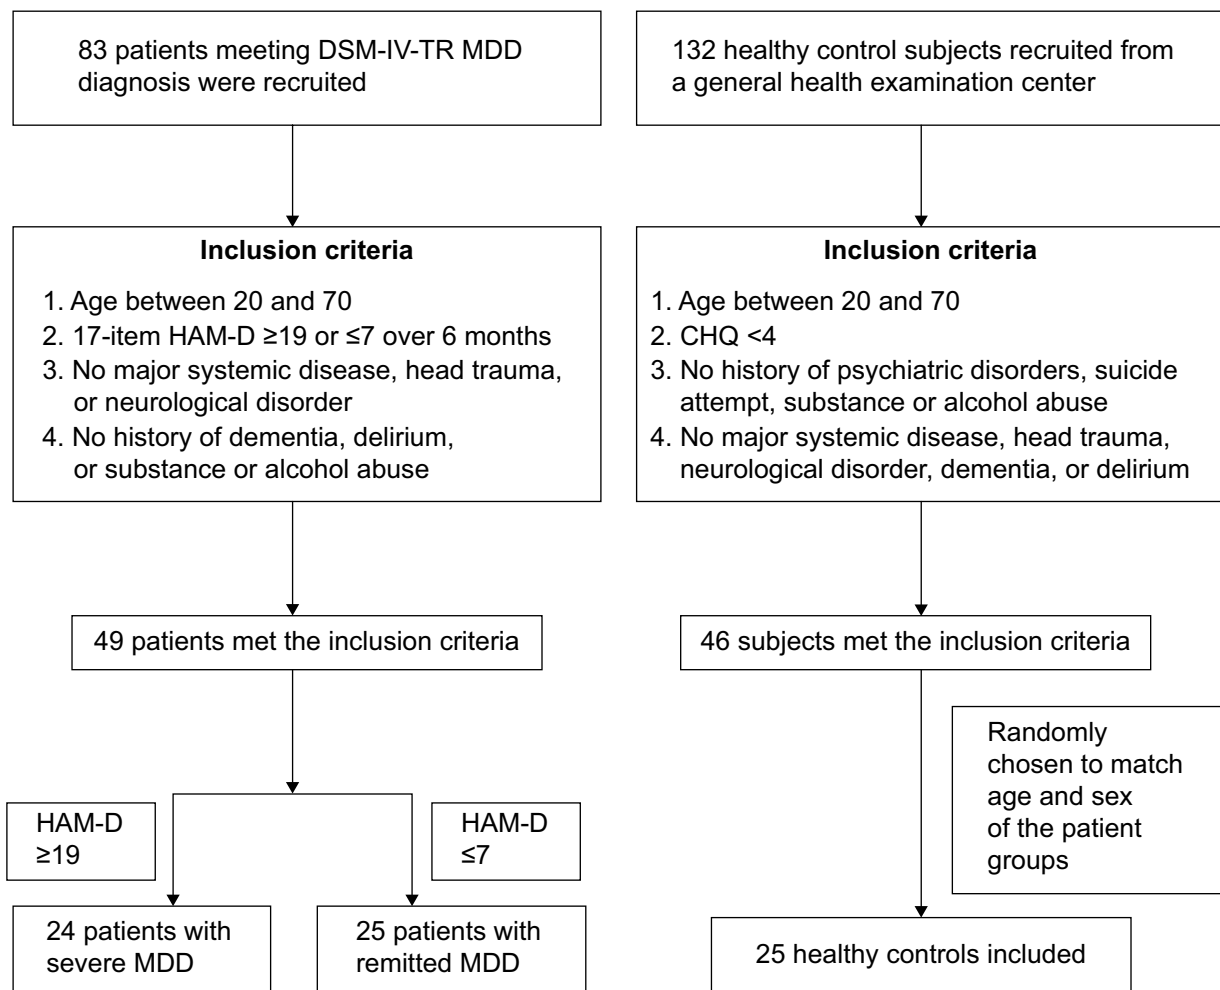 83 patients meeting DSM-IV-TR MDD
diagnosis were recruited
132 healthy control subjects recruited from
a general health examination center
Inclusion criteria
1. Age between 20 and 70
2. 17-item HAM-D ≥19 or ≤7 over 6 months
3. No major systemic disease, head trauma,
or neurological disorder
4. No history of dementia, delirium,
or substance or alcohol abuse
Inclusion criteria
1. Age between 20 and 70
2. CHQ <4
3. No history of psychiatric disorders, suicide
attempt, substance or alcohol abuse
4. No major systemic disease, head trauma,
neurological disorder, dementia, or delirium
49 patients met the inclusion criteria
46 subjects met the inclusion criteria
HAM-D
≥19
HAM-D
≤7
Randomly
chosen to match
age and sex
of the patient
groups
24 patients with
severe MDD
25 patients with
remitted MDD
25 healthy controls included